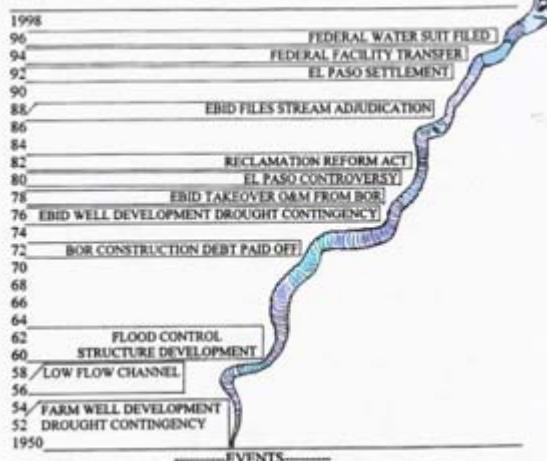 1998
96 FEDERAL WATER SUIT FILED
94 FEDERAL FACILITY TRANSFER
92 EL PASO SETTLEMENT
90
88 EBID FILES STREAM ADJUDICATION
86
84
82 RECLAMATION REFORM ACT
80 EL PASO CONTROVERSY
78 EBID TAKEOVER O&M FROM BOR
76 EBID WELL DEVELOPMENT DROUGHT CONTINGENCY
74
72 BOR CONSTRUCTION DEBT PAID OFF
70
68
66
64
62 FLOOD CONTROL
60 STRUCTURE DEVELOPMENT
58 LOW FLOW CHANNEL
56
54 FARM WELL DEVELOPMENT
52 DROUGHT CONTINGENCY
1950
EVENTS